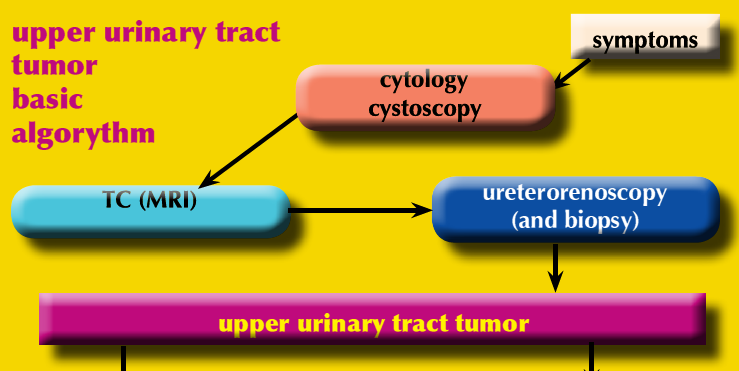 upper urinary tract
tumor
basic
algorythm
symptoms
cytology
cystoscopy
TC (MRI)
ureterorenoscopy
(and biopsy)
upper urinary tract tumor